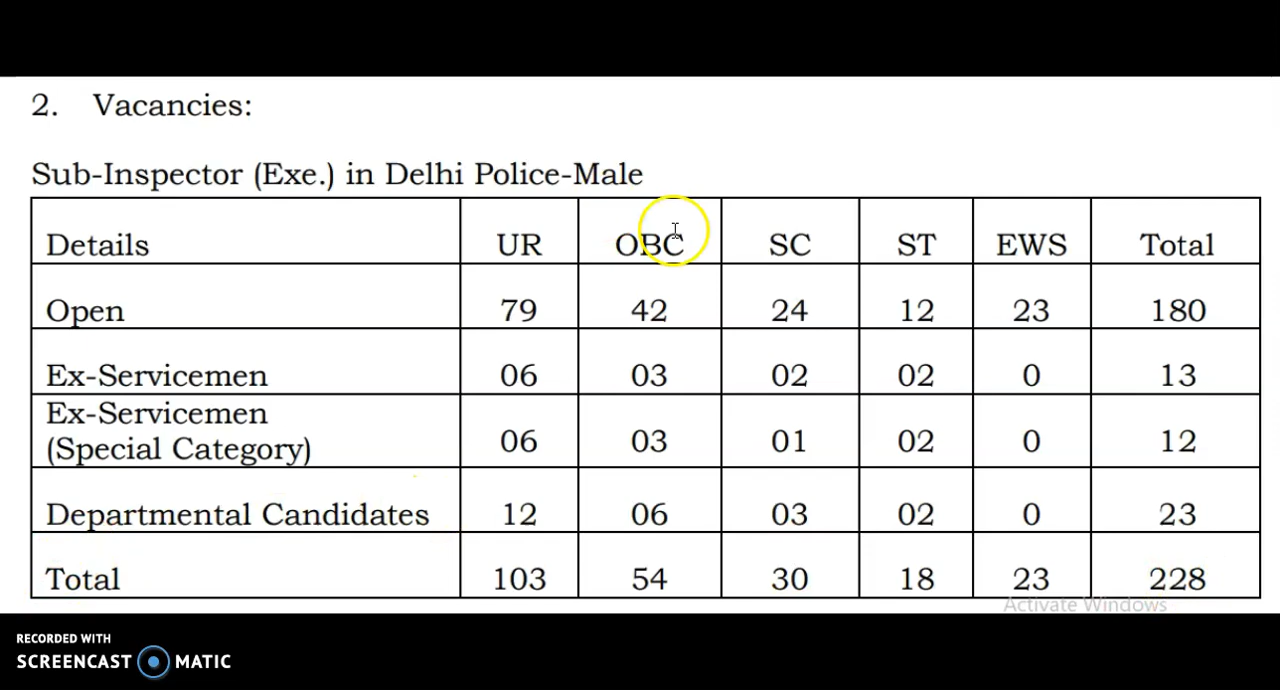 2. Vacancies:
Sub-Inspector (Exe.) in Delhi Police-Male
Details UR OBC SC ST EWS Total
Open 79 42 24 12 23 180
Ex-Servicemen 06 03 02 02 0 13
Ex-Servicemen
(Special Category) 06 03 01 02 0 12
Departmental Candidates 12 06 03 02 0 23
Total 103 54 30 18 23 228
Activate Windows
RECORDED WITH
SCREENCAST MATIC